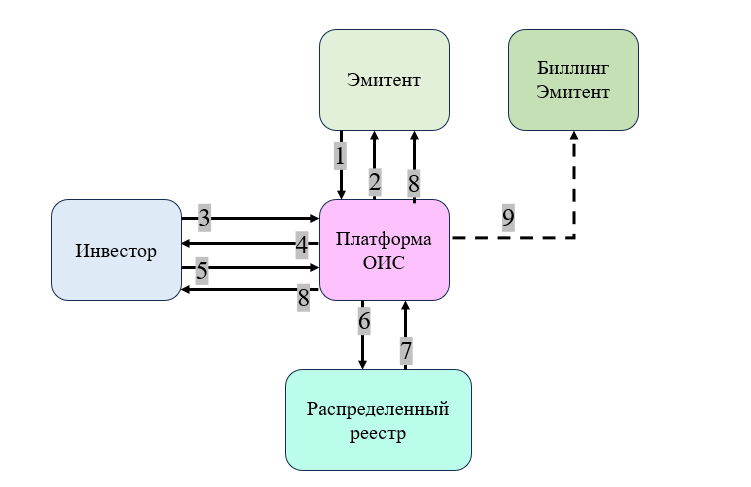 Эмитент
Биллинг
Эмитент
1
2
8
3
4
5
8
Инвестор
Платформа
ОИС
9
6
7
Распределенный
реестр